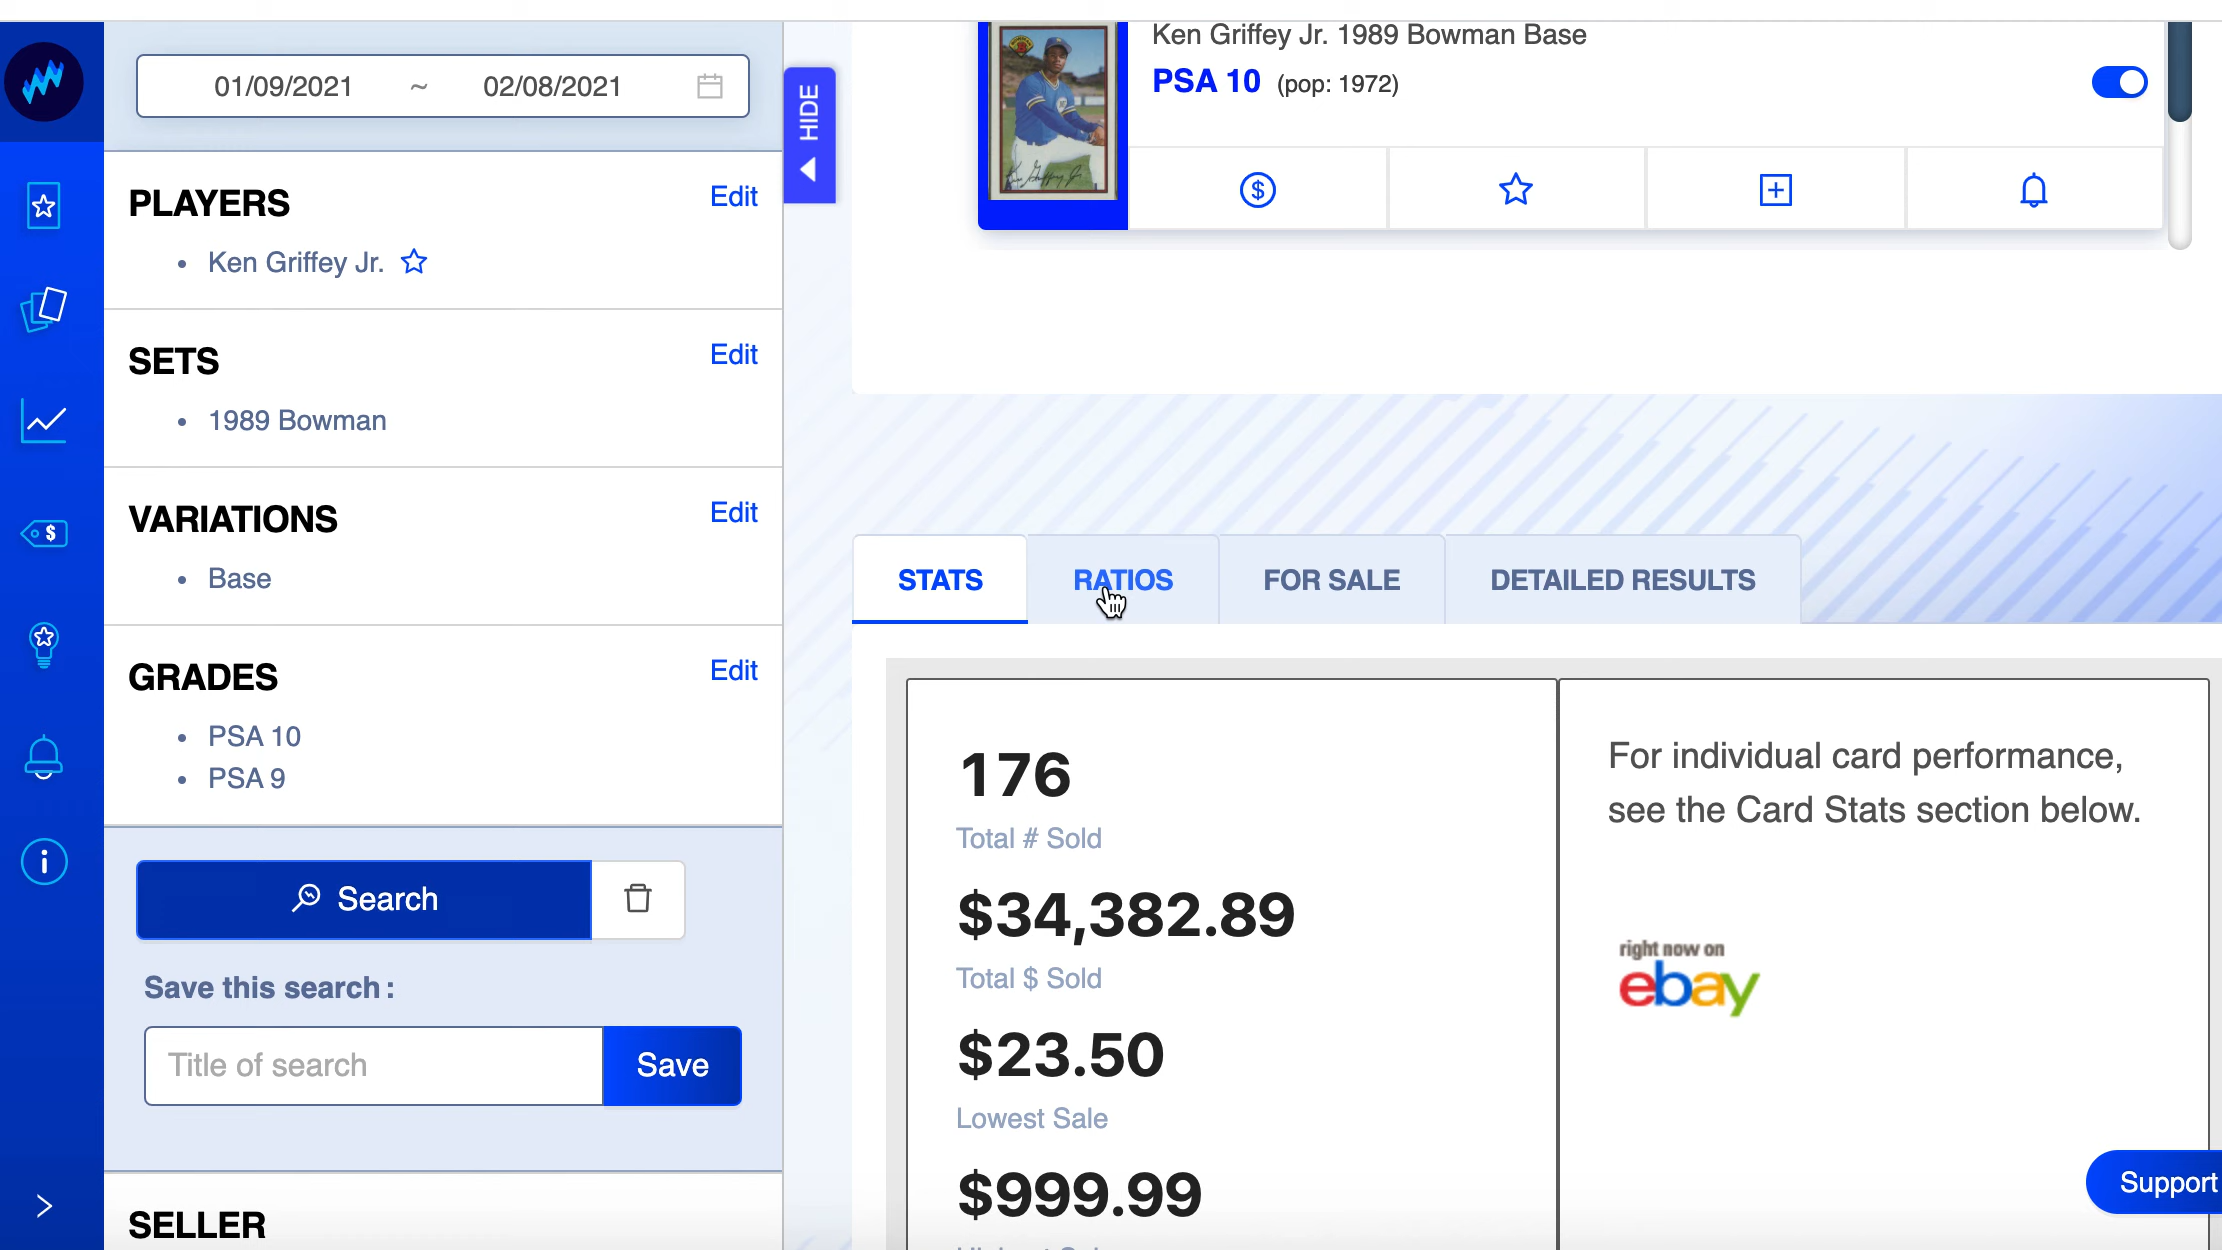 01/09/2021 ~ 02/08/2021
HIDE
PLAYERS
Edit
Ken Griffey Jr.
SETS
Edit
1989 Bowman
VARIATIONS
Edit
Base
GRADES
Edit
PSA 10
PSA 9
Search
Save this search :
Title of search
Save
SELLER
Ken Griffey Jr. 1989 Bowman Base
PSA 10 (pop: 1972)
STATS
RATIOS
FOR SALE
DETAILED RESULTS
176
Total # Sold
$34,382.89
Total $ Sold
$23.50
Lowest Sale
$999.99
For individual card performance,
see the Card Stats section below.
right now on
ebay
Support